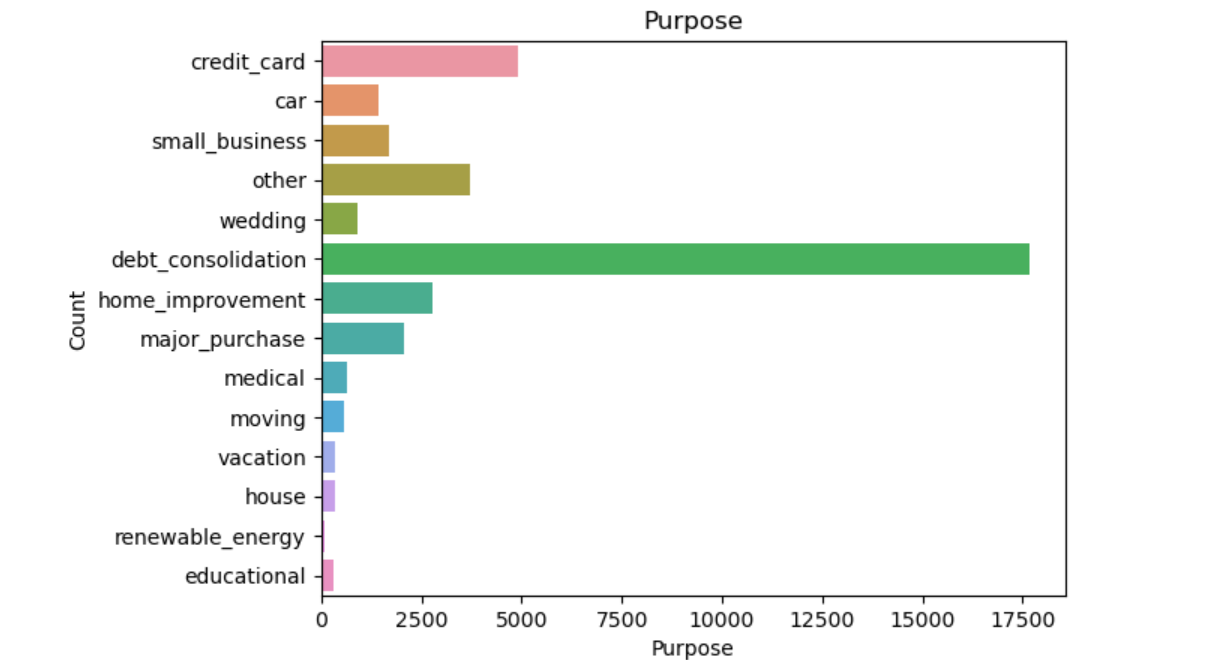 Purpose
credit_card
car
small_business
other
wedding
debt_consolidation
home_improvement
major_purchase
medical
moving
vacation
house
renewable_energy
educational
Count
0 2500 5000 7500 10000 12500 15000 17500
Purpose